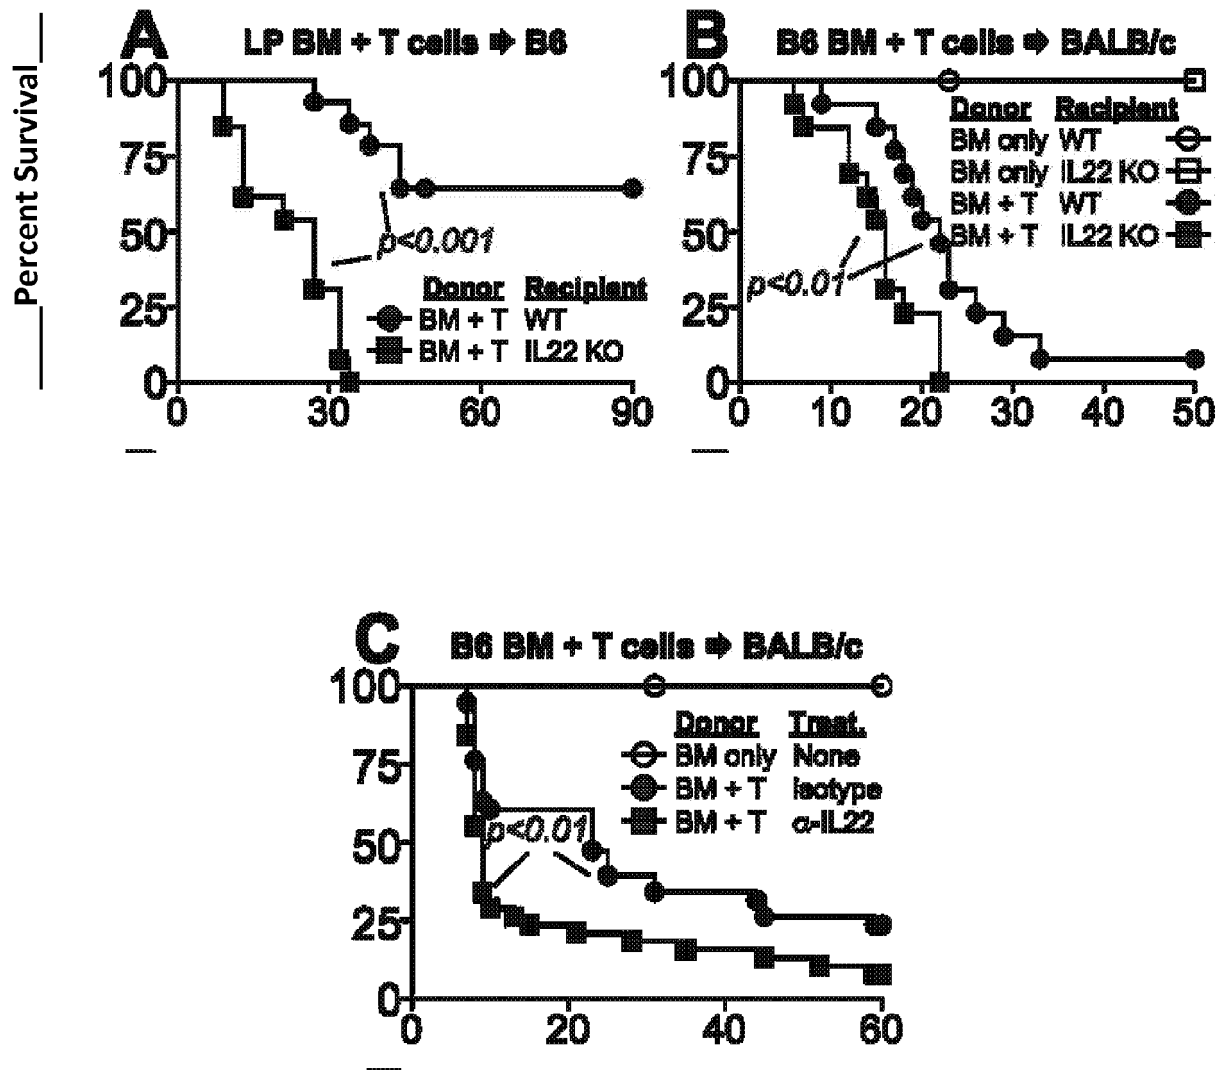 Percent Survival
A
LP BM + T cells ➡ B6
100
75
50
25
0
0 30 60 90
p<0.001
Donor Recipient
BM + T WT
BM + T IL22 KO
B
B6 BM + T cells ➡ BALB/c
100
75
50
25
0
0 10 20 30 40 50
Donor Recipient
BM only WT
BM only IL22 KO
BM + T WT
BM + T IL22 KO
p<0.01
C
B6 BM + T cells ➡ BALB/c
100
75
50
25
0
0 20 40 60
Donor Treat.
BM only None
BM + T Isotype
BM + T α-IL22
p<0.01